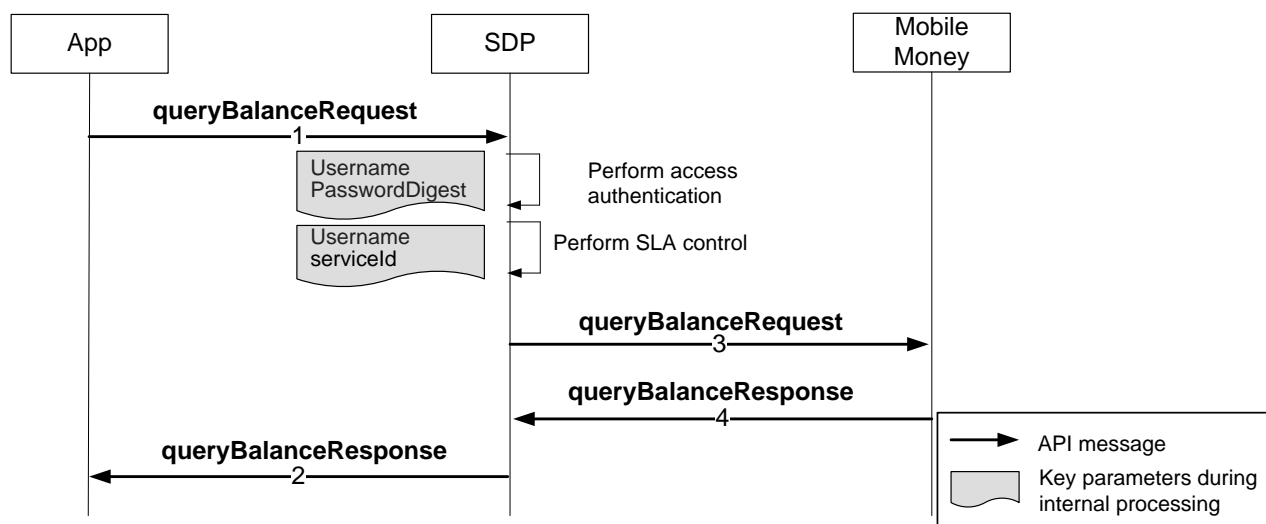 App
SDP
Mobile
Money
queryBalanceRequest
1
Username
PasswordDigest
Perform access
authentication
Username
serviceId
Perform SLA control
queryBalanceRequest
3
queryBalanceResponse
4
queryBalanceResponse
2
API message
Key parameters during
internal processing